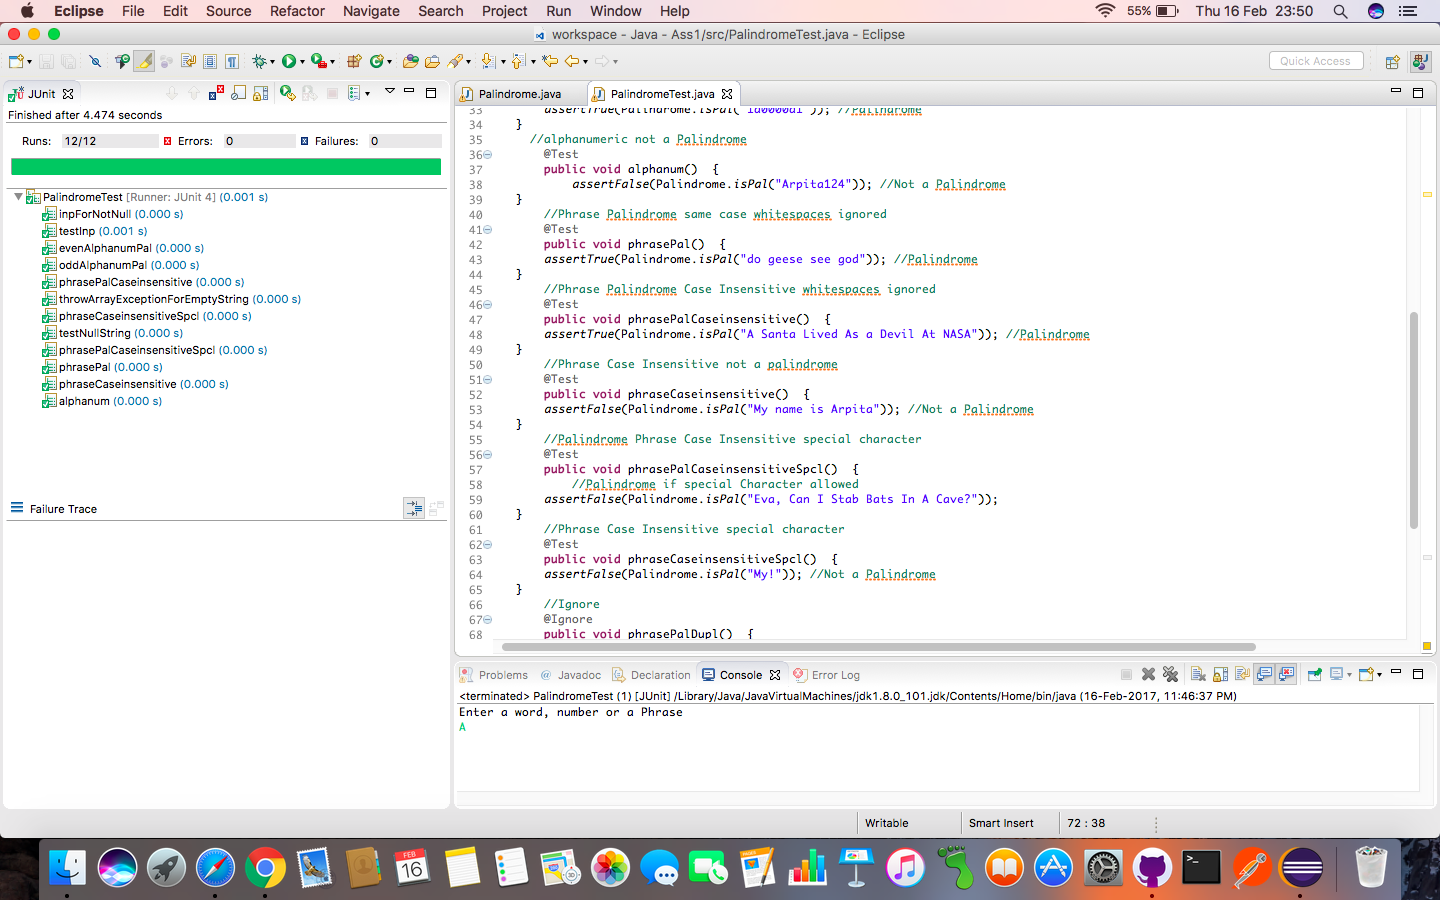 Eclipse File Edit Source Refactor Navigate Search Project Run Window Help 55% Thu 16 Feb 23:50
workspace - Java - Ass1/src/PalindromeTest.java - Eclipse
Quick Access
JUnit
Finished after 4.474 seconds
Runs: 12/12 Errors: 0 Failures: 0
PalindromeTest [Runner: JUnit 4] (0.001 s)
inpForNotNull (0.000 s)
testInp (0.001 s)
evenAlphanumPal (0.000 s)
oddAlphanumPal (0.000 s)
phrasePalCaseinsensitive (0.000 s)
throwArrayExceptionForEmptyString (0.000 s)
phraseCaseinsensitiveSpcl (0.000 s)
testNullString (0.000 s)
phrasePalCaseinsensitiveSpcl (0.000 s)
phrasePal (0.000 s)
phraseCaseinsensitive (0.000 s)
alphanum (0.000 s)
Failure Trace
Palindrome.java PalindromeTest.java
33 assertTrue(Palindrome.isPal( )); //Palindrome
34 }
35 //alphanumeric not a Palindrome
36 @Test
37 public void alphanum() {
38 assertFalse(Palindrome.isPal("Arpita124")); //Not a Palindrome
39 }
40 //Phrase Palindrome same case whitespaces ignored
41 @Test
42 public void phrasePal() {
43 assertTrue(Palindrome.isPal("do geese see god")); //Palindrome
44 }
45 //Phrase Palindrome Case Insensitive whitespaces ignored
46 @Test
47 public void phrasePalCaseinsensitive() {
48 assertTrue(Palindrome.isPal("A Santa Lived As a Devil At NASA")); //Palindrome
49 }
50 //Phrase Case Insensitive not a palindrome
51 @Test
52 public void phraseCaseinsensitive() {
53 assertFalse(Palindrome.isPal("My name is Arpita")); //Not a Palindrome
54 }
55 //Palindrome Phrase Case Insensitive special character
56 @Test
57 public void phrasePalCaseinsensitiveSpcl() {
58 //Palindrome if special Character allowed
59 assertFalse(Palindrome.isPal("Eva, Can I Stab Bats In A Cave?"));
60 }
61 //Phrase Case Insensitive special character
62 @Test
63 public void phraseCaseinsensitiveSpcl() {
64 assertFalse(Palindrome.isPal("My!")); //Not a Palindrome
65 }
66 //Ignore
67 @Ignore
68 public void phrasePalDupl() {
Problems Javadoc Declaration Console Error Log
<terminated> PalindromeTest (1) [JUnit] /Library/Java/JavaVirtualMachines/jdk1.8.0_101.jdk/Contents/Home/bin/java (16-Feb-2017, 11:46:37 PM)
Enter a word, number or a Phrase
A
Writable Smart Insert 72 : 38
FEB
16